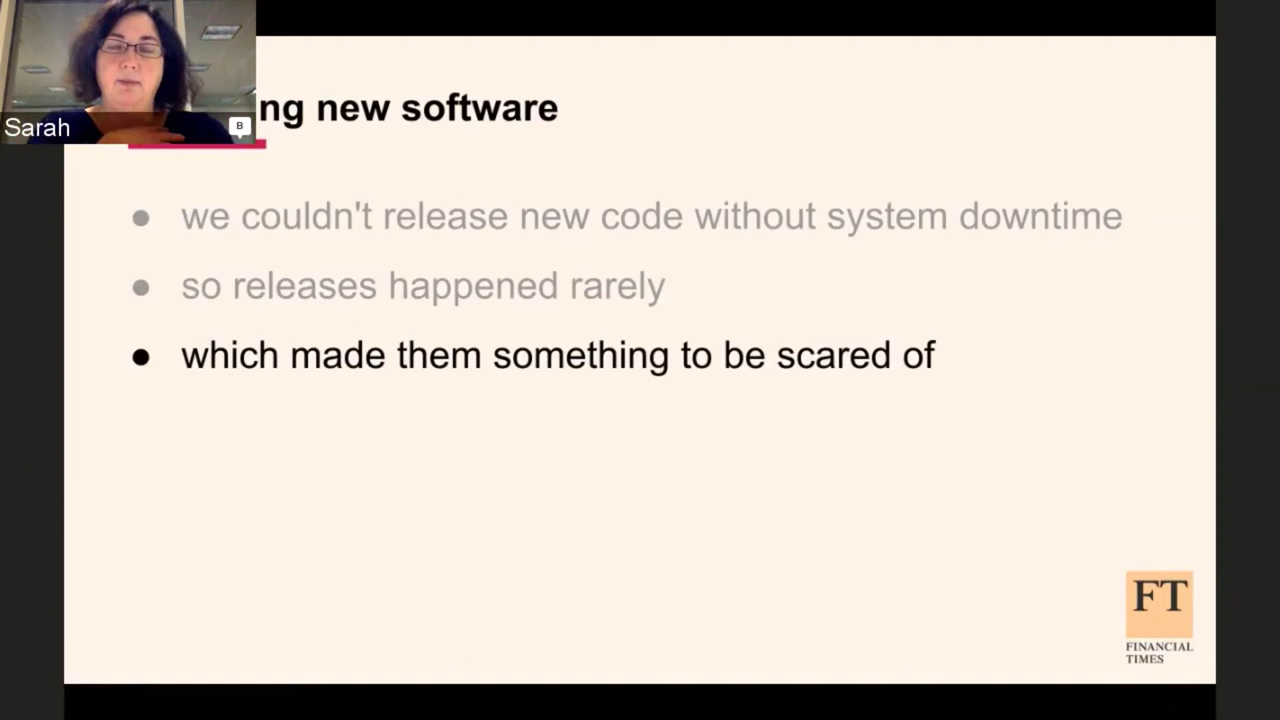 ng new software
Sarah
B
● we couldn't release new code without system downtime
● so releases happened rarely
● which made them something to be scared of
FT
FINANCIAL
TIMES